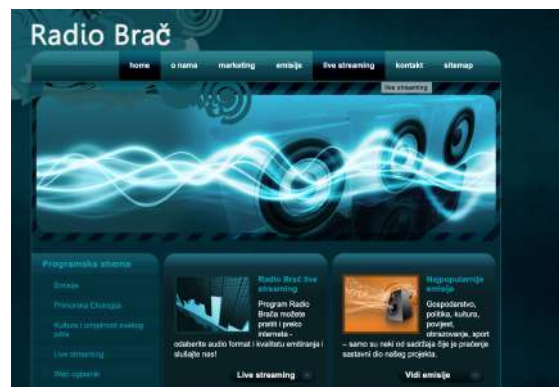 Radio Brač
home o nama marketing emisije live streaming kontakt sitemap
live streaming
Programska shema
Emisije
Primorska Ekologija
Kultura i umjetnost svakog
jutra
Live streaming
Web oglasnik
Radio Brač live
streaming
Program Radio
Brača možete
pratiti i preko
interneta -
odaberite audio format i kvalitetu emitiranja i
slušajte nas!
Live streaming
Najpopularnije
emisije
Gospodarstvo,
politika, kultura,
povijest,
obrazovanje, sport
– samo su neki od sadržaja čije je praćenje
sastavni dio našeg projekta.
Vidi emisije